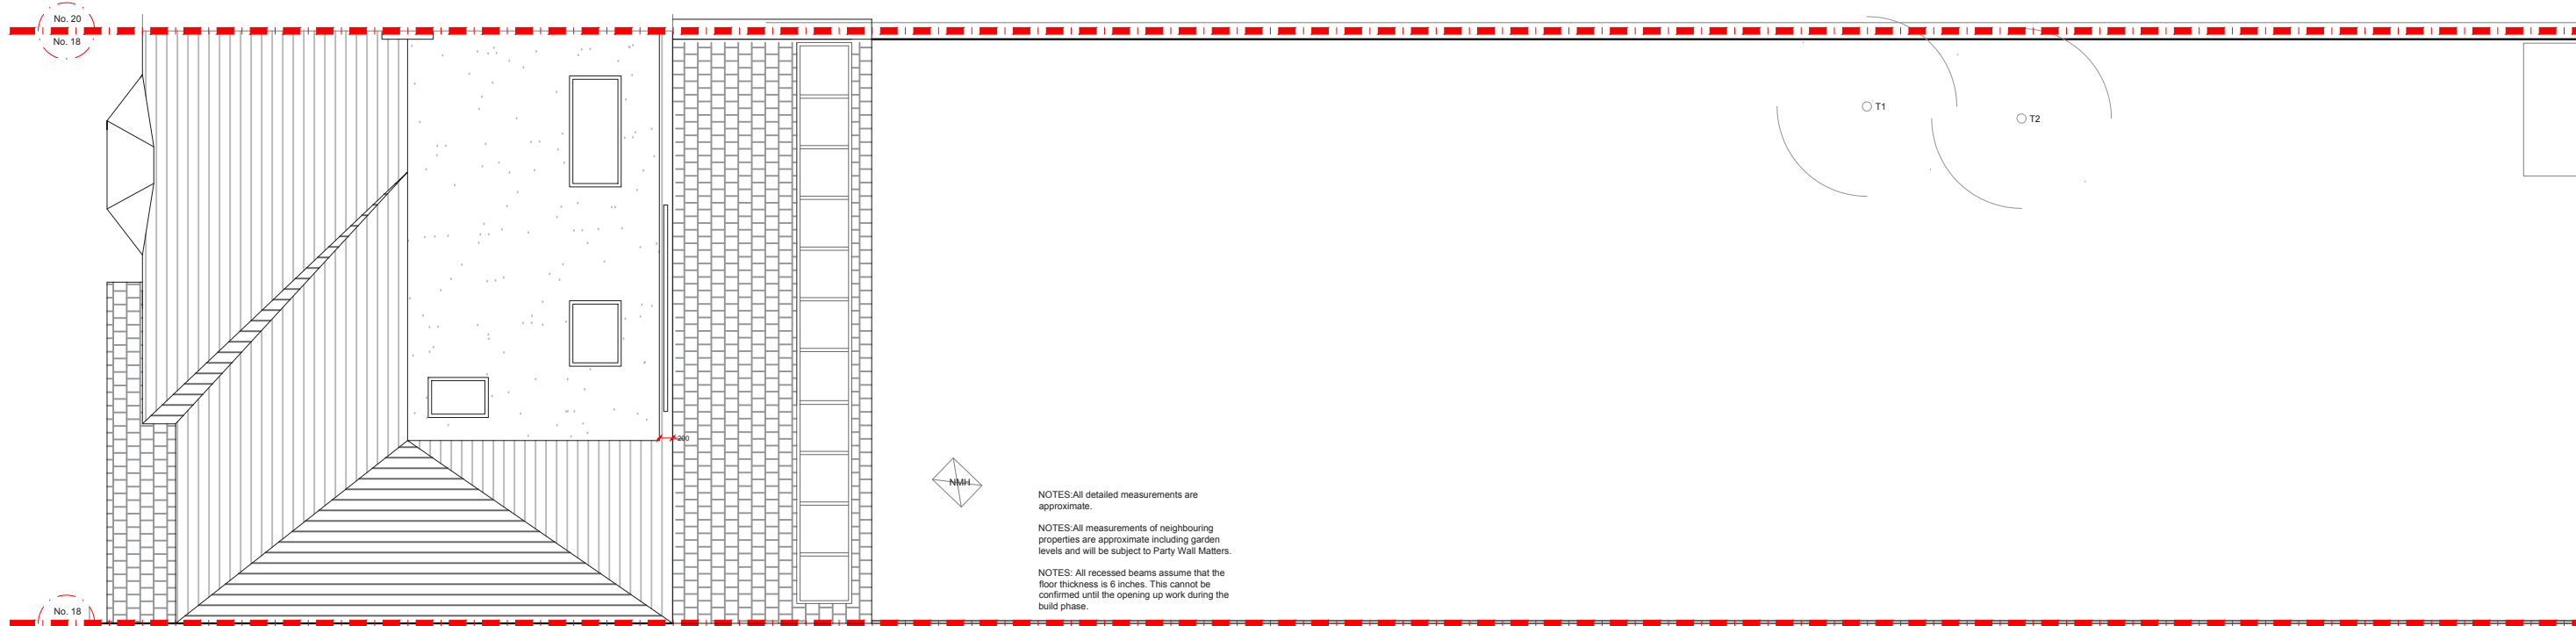 No. 20
No. 18
T1
T2
200
NMH
NOTES:All detailed measurements are
approximate.
NOTES:All measurements of neighbouring
properties are approximate including garden
levels and will be subject to Party Wall Matters.
NOTES: All recessed beams assume that the
floor thickness is 6 inches. This cannot be
confirmed until the opening up work during the
build phase.
No. 18